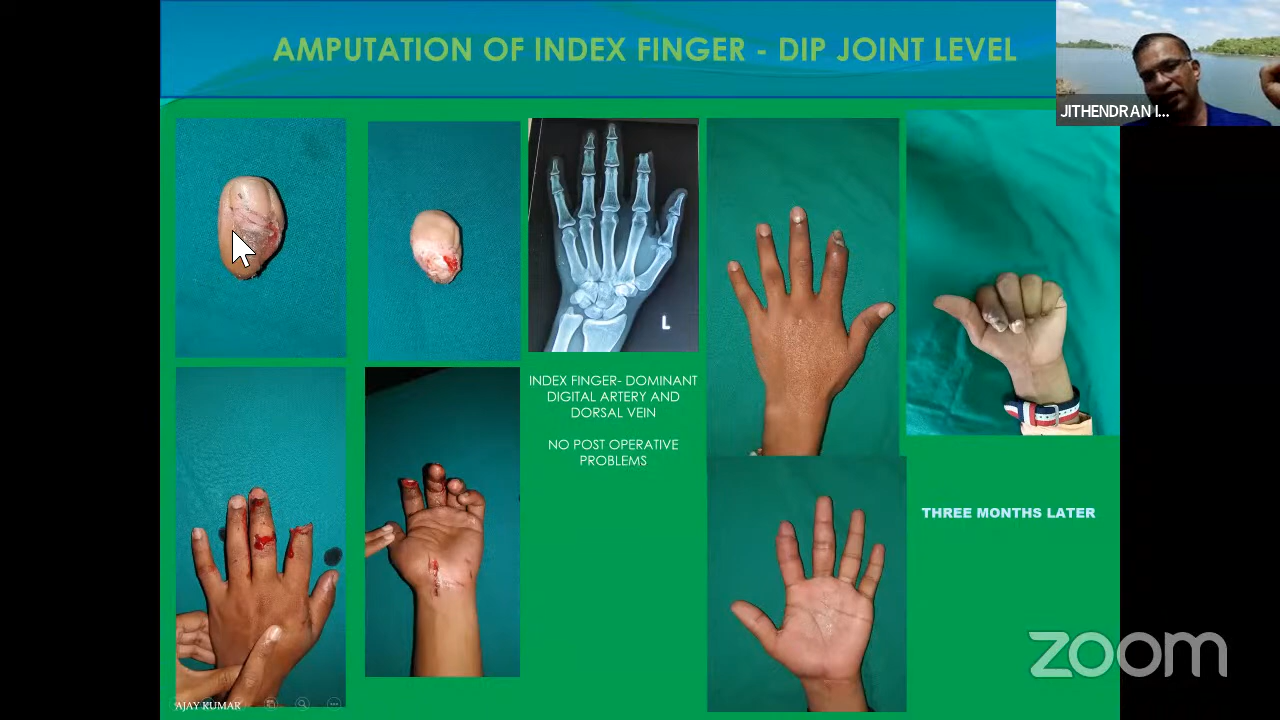 AMPUTATION OF INDEX FINGER - DIP JOINT LEVEL
JITHENDRAN I...
L
INDEX FINGER- DOMINANT
DIGITAL ARTERY AND
DORSAL VEIN
NO POST OPERATIVE
PROBLEMS
THREE MONTHS LATER
zoom
AJAY KUMAR